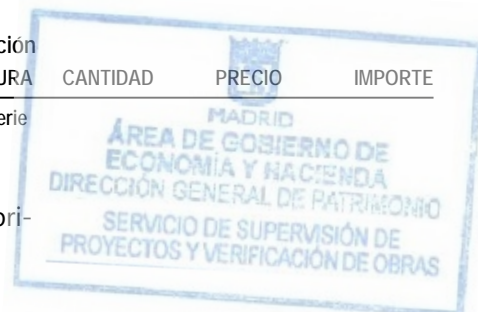 ción
URA CANTIDAD PRECIO IMPORTE
erie
MADRID
ÁREA DE GOBIERNO DE
ECONOMÍA Y HACIENDA
DIRECCIÓN GENERAL DE PATRIMONIO
ori-
SERVICIO DE SUPERVISIÓN DE
PROYECTOS Y VERIFICACIÓN DE OBRAS